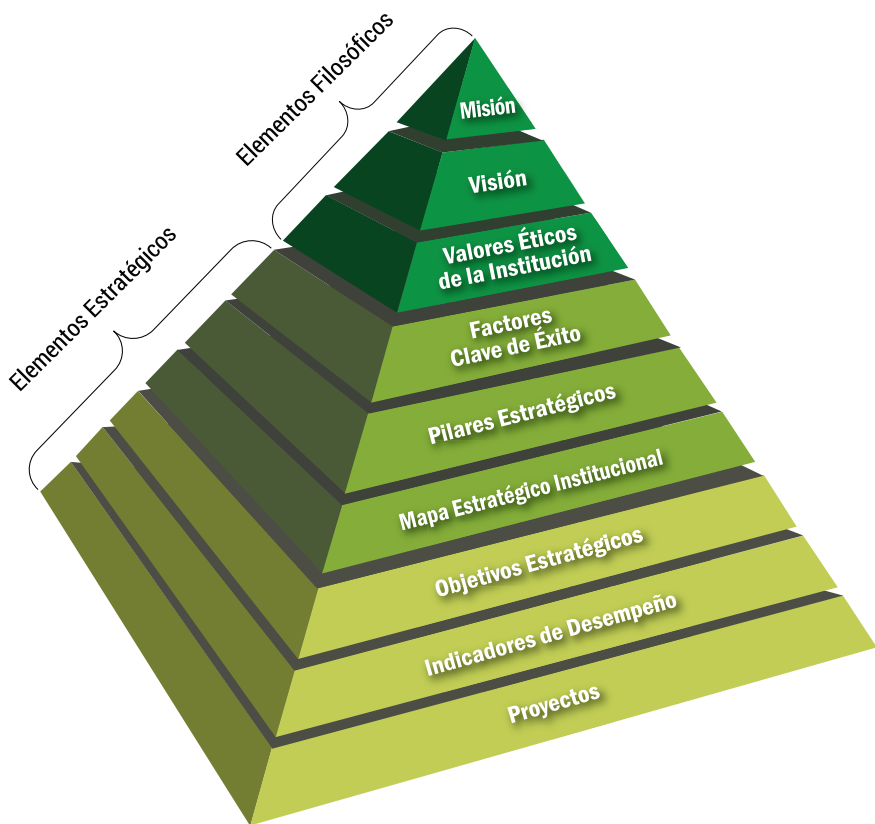 Elementos Filosóficos
Misión
Visión
Valores Éticos
de la Institución
Elementos Estratégicos
Factores
Clave de Éxito
Pilares Estratégicos
Mapa Estratégico Institucional
Objetivos Estratégicos
Indicadores de Desempeño
Proyectos